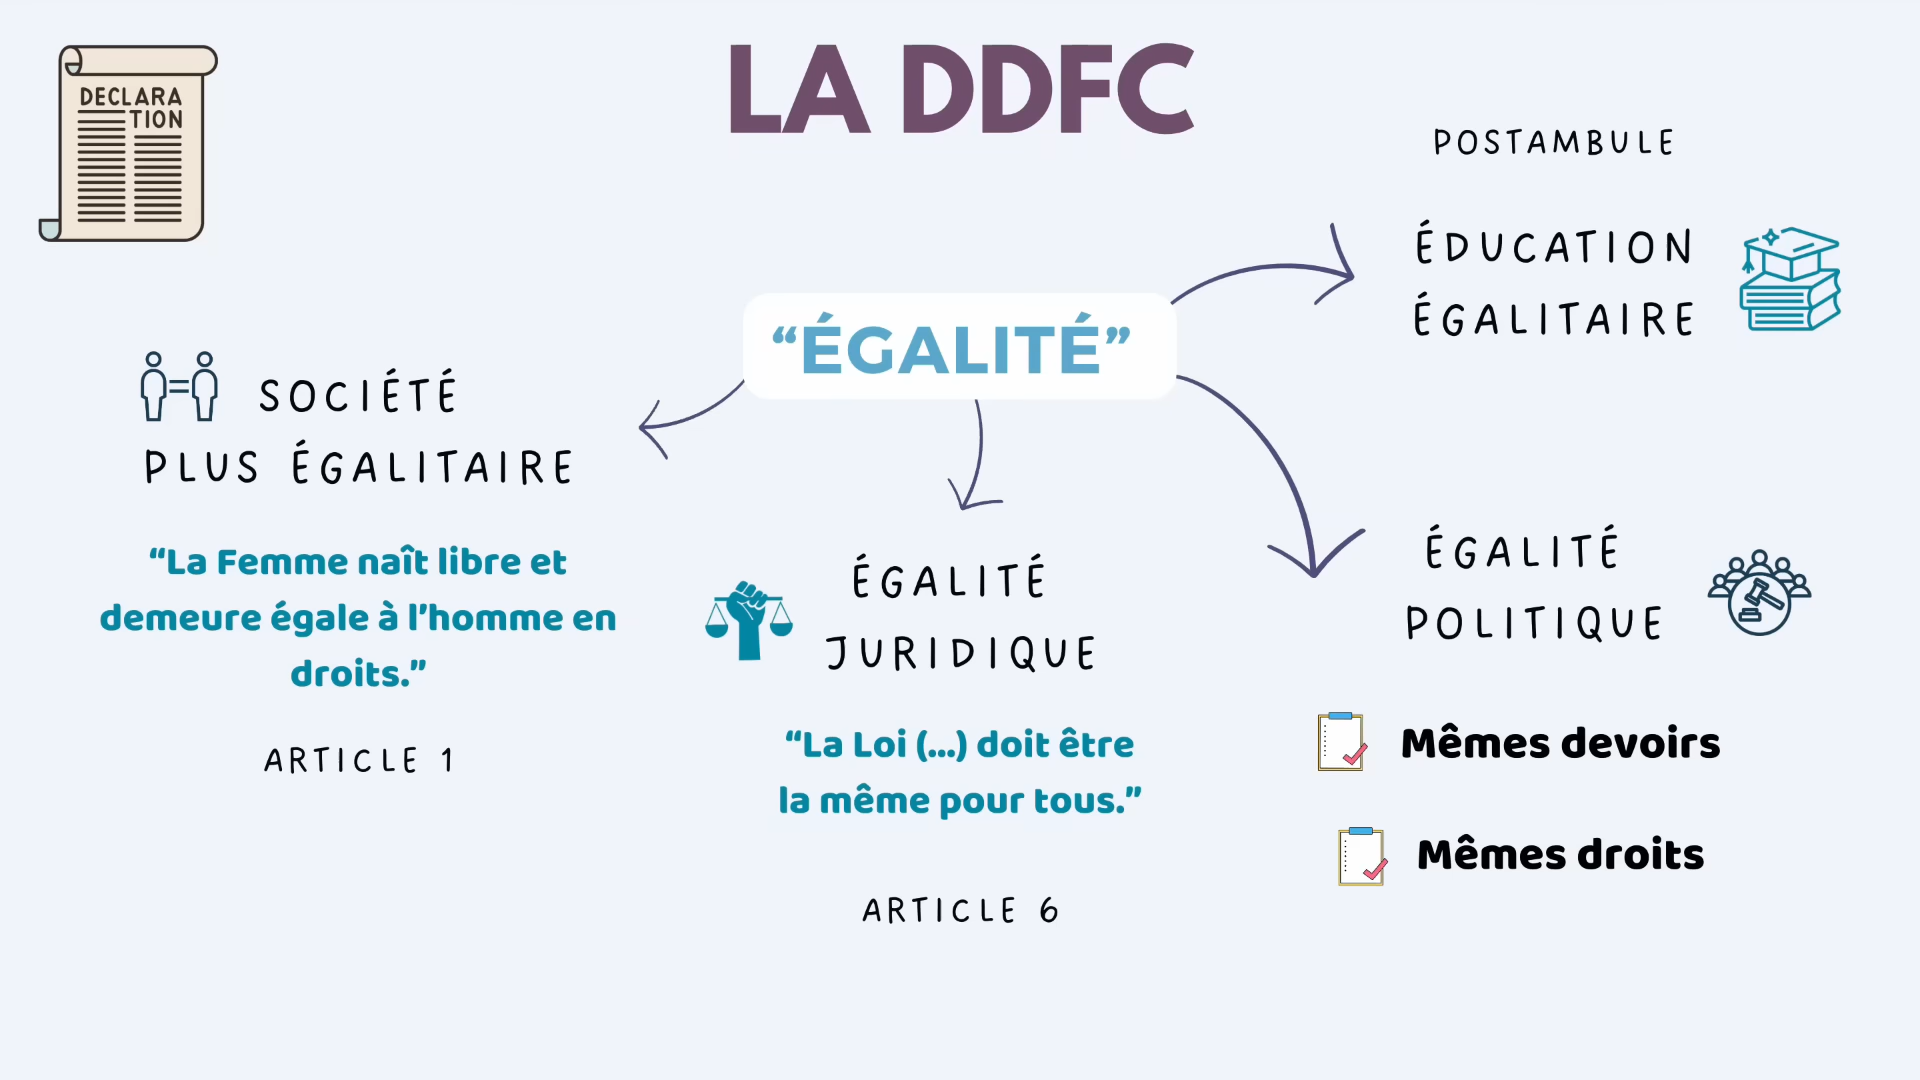 DECLARA
TION
LA DDFC
POSTAMBULE
ÉDUCATION
ÉGALITAIRE
“ÉGALITÉ”
SOCIÉTÉ
PLUS ÉGALITAIRE
“La Femme naît libre et
demeure égale à l’homme en
droits.”
ARTICLE 1
ÉGALITÉ
JURIDIQUE
“La Loi (...) doit être
la même pour tous.”
ARTICLE 6
ÉGALITÉ
POLITIQUE
Mêmes devoirs
Mêmes droits